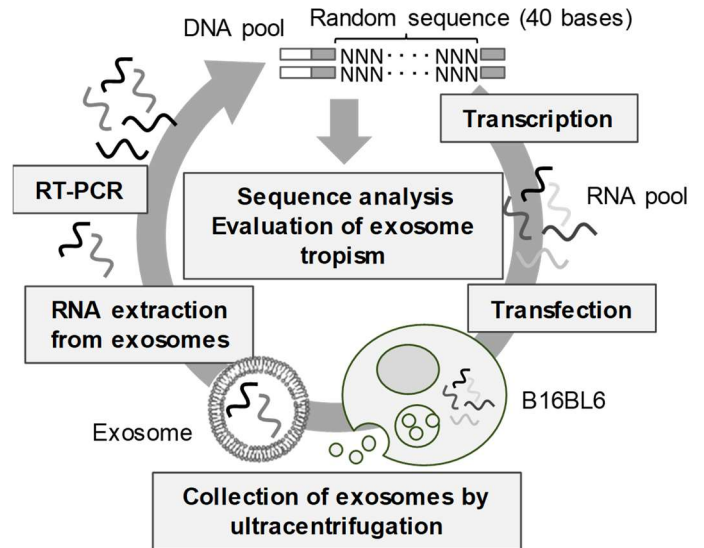 Random sequence (40 bases)
DNA pool
NNN····NNN
NNN····NNN
Transcription
RNA pool
Sequence analysis
Evaluation of exosome
tropism
RT-PCR
Transfection
RNA extraction
from exosomes
B16BL6
Exosome
Collection of exosomes by
ultracentrifugation